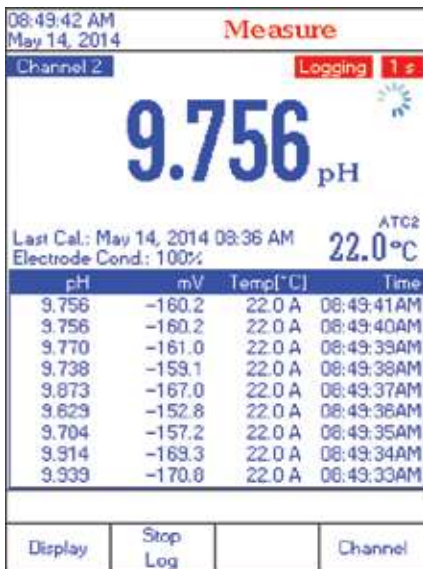 08:49:42 AM
May 14, 2014
Measure
Channel 2
Logging 1 s
9.756 pH
ATC2
Last Cal.: May 14, 2014 08:36 AM
22.0°C
Electrode Cond.: 100%
pH mV Temp[°C] Time
9.756 -160.2 22.0 A 08:49:41AM
9.756 -160.2 22.0 A 08:49:40AM
9.770 -161.0 22.0 A 08:49:39AM
9.738 -159.1 22.0 A 08:49:38AM
9.873 -167.0 22.0 A 08:49:37AM
9.629 -152.8 22.0 A 08:49:36AM
9.704 -157.2 22.0 A 08:49:35AM
9.914 -169.3 22.0 A 08:49:34AM
9.939 -170.8 22.0 A 08:49:33AM
Display Stop Log Channel